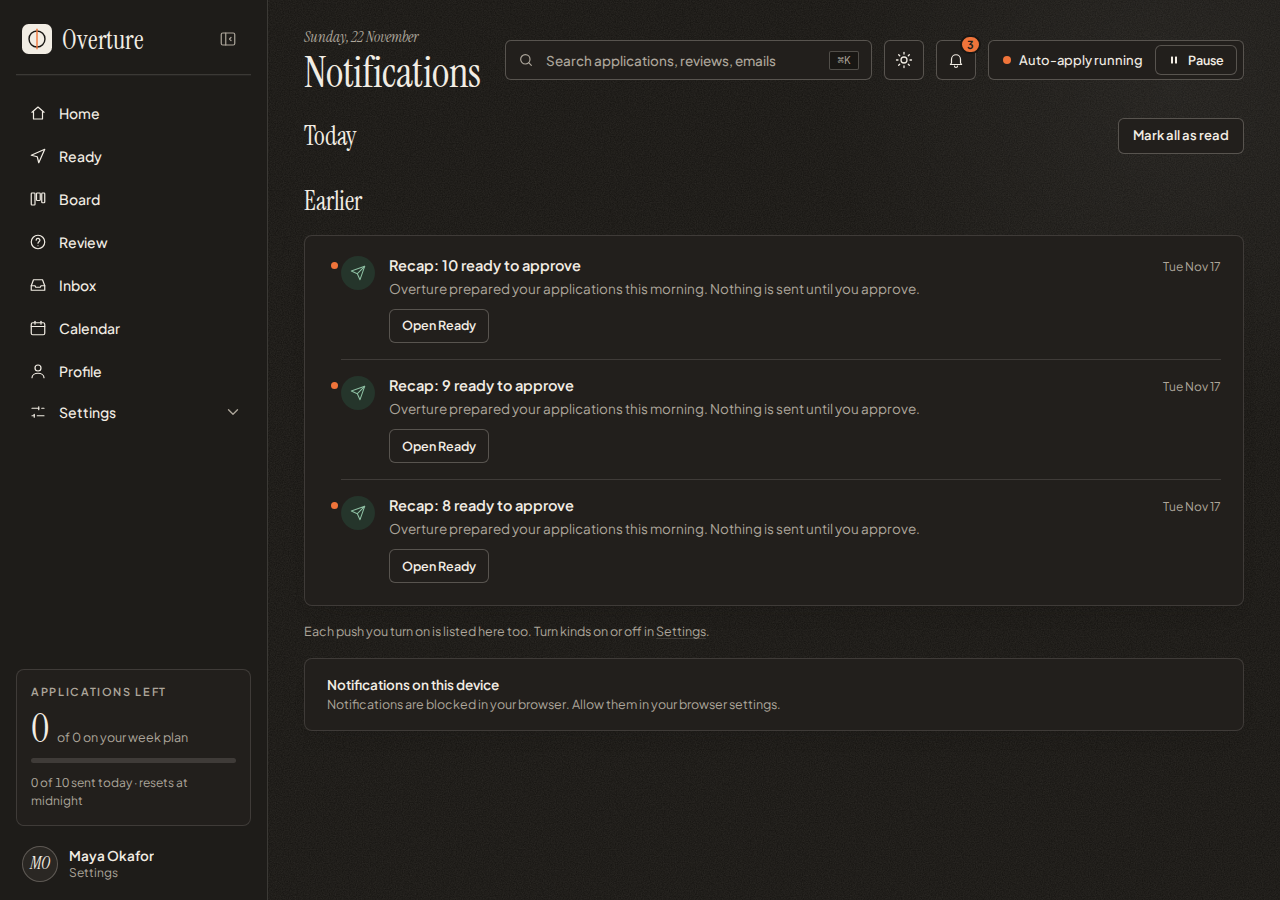 Overture
Home
Ready
Board
Review
Inbox
Calendar
Profile
Settings
APPLICATIONS LEFT
0 of 0 on your week plan
0 of 10 sent today · resets at
midnight
MO
Maya Okafor
Settings
Sunday, 22 November
Notifications
Search applications, reviews, emails
⌘K
3
Auto-apply running
Pause
Today
Mark all as read
Earlier
Recap: 10 ready to approve
Tue Nov 17
Overture prepared your applications this morning. Nothing is sent until you approve.
Open Ready
Recap: 9 ready to approve
Tue Nov 17
Overture prepared your applications this morning. Nothing is sent until you approve.
Open Ready
Recap: 8 ready to approve
Tue Nov 17
Overture prepared your applications this morning. Nothing is sent until you approve.
Open Ready
Each push you turn on is listed here too. Turn kinds on or off in Settings.
Notifications on this device
Notifications are blocked in your browser. Allow them in your browser settings.